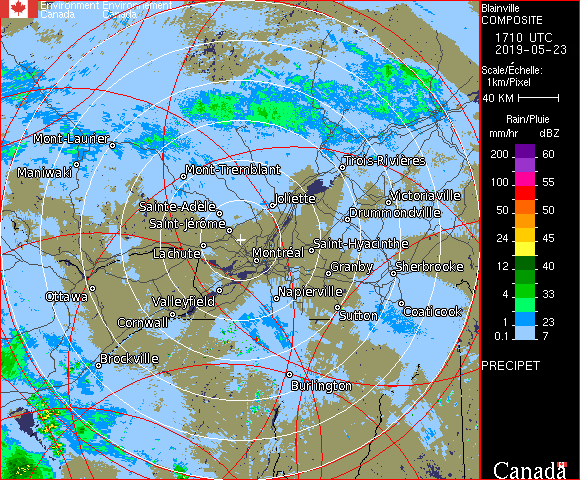 Environment Environnement
Canada Canada
Mont-Laurier
Maniwaki
Mont-Tremblant
Trois-Rivières
Joliette
Victoriaville
Sainte-Adèle
Drummondville
Saint-Jérôme
Lachute
Saint-Hyacinthe
Montréal
Granby
Sherbrooke
Ottawa
Valleyfield
Napierville
Cornwall
Sutton
Coaticook
Brockville
Burlington
Blainville
COMPOSITE
1710 UTC
2019-05-23
Scale/Échelle:
1km/Pixel
40 KM
Rain/Pluie
mm/hr dBZ
200 60
100 55
50 50
24 45
12 40
4 33
1 23
0.1 7
PRECIPET
Canada